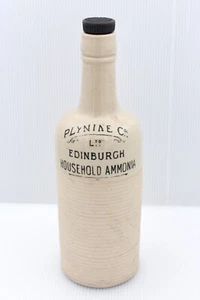 PLYNINE CO
LTD
EDINBURGH
HOUSEHOLD AMMONIA